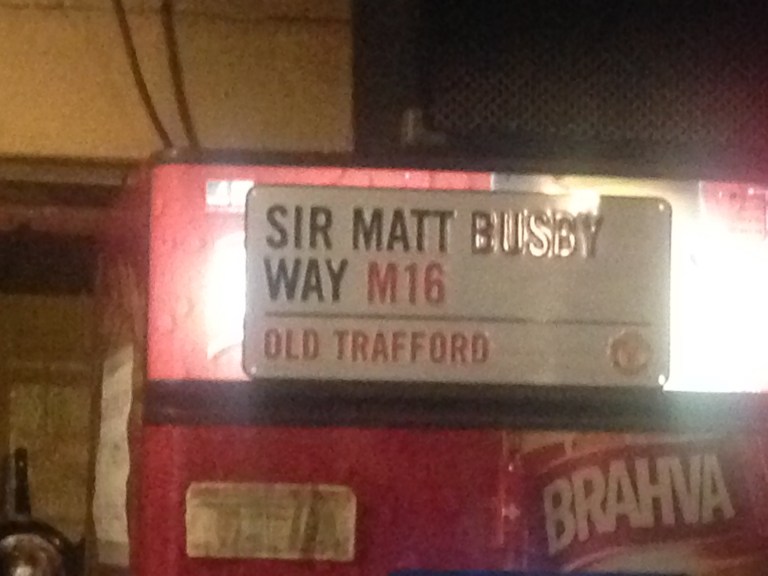 SIR MATT BUSBY
WAY M16
OLD TRAFFORD
BRAHVA